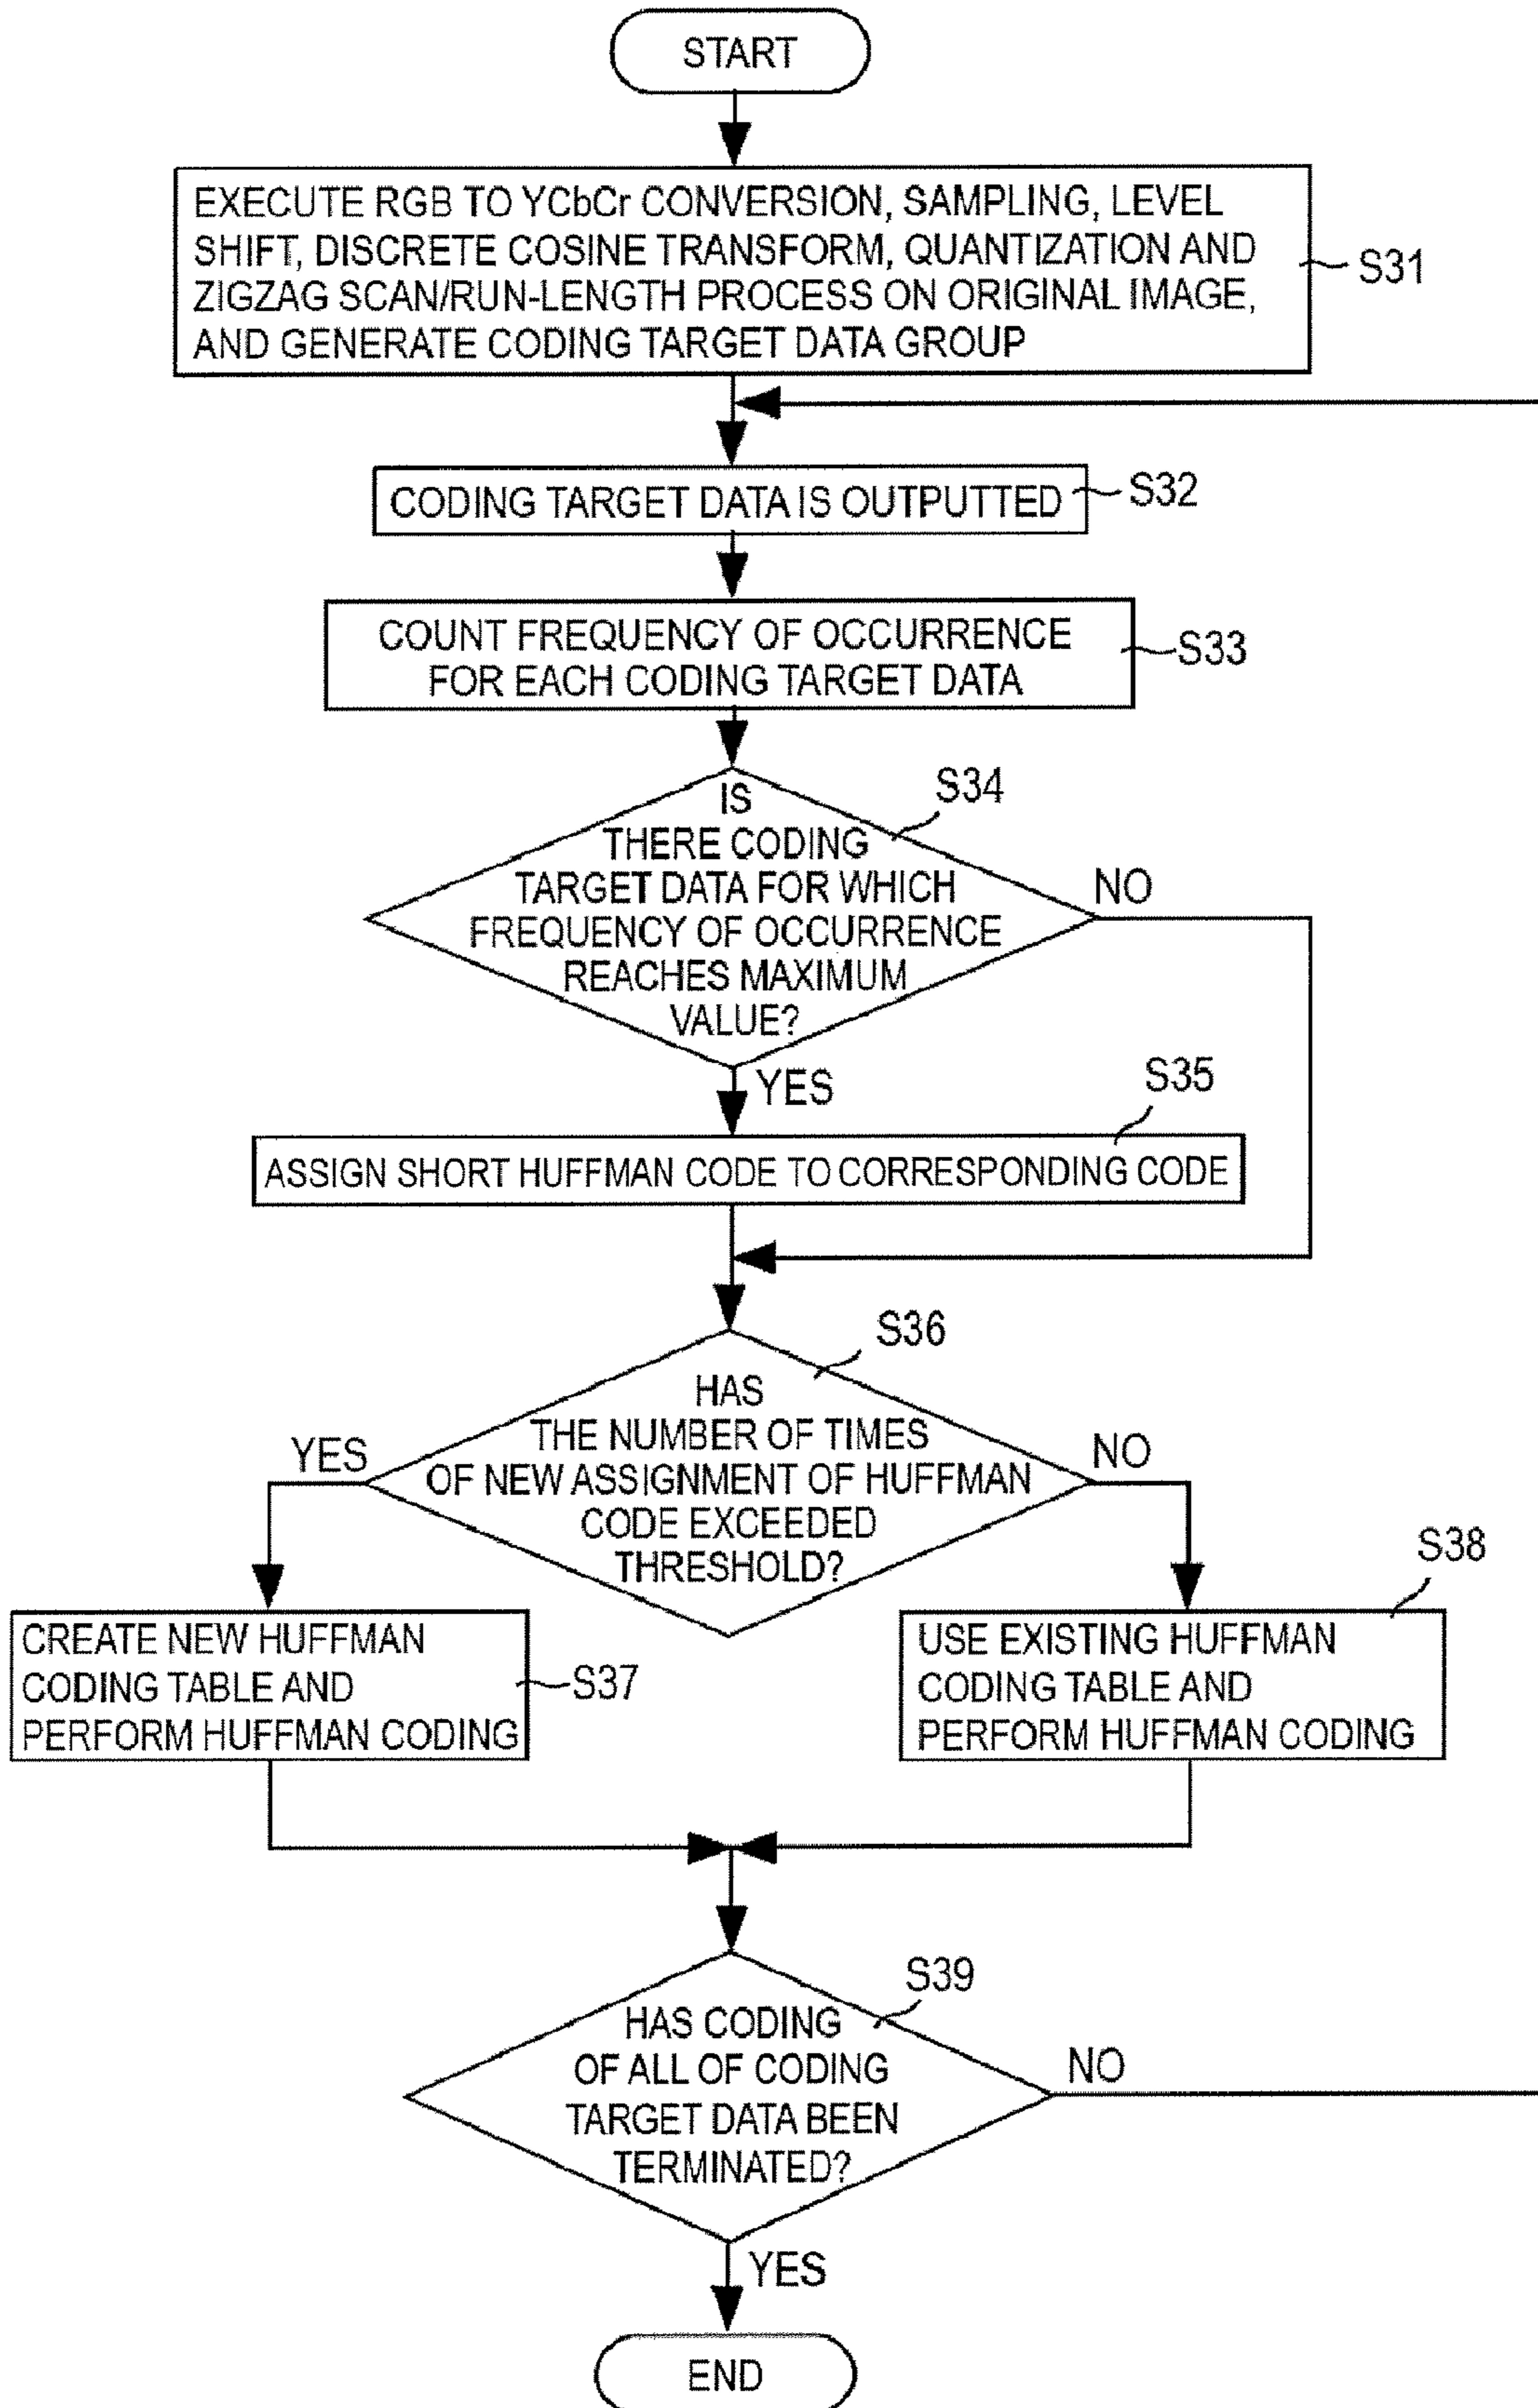 START
EXECUTE RGB TO YCbCr CONVERSION, SAMPLING, LEVEL
SHIFT, DISCRETE COSINE TRANSFORM, QUANTIZATION AND
ZIGZAG SCAN/RUN-LENGTH PROCESS ON ORIGINAL IMAGE,
AND GENERATE CODING TARGET DATA GROUP
S31
CODING TARGET DATA IS OUTPUTTED
S32
COUNT FREQUENCY OF OCCURRENCE
FOR EACH CODING TARGET DATA
S33
S34
IS
THERE CODING
TARGET DATA FOR WHICH
FREQUENCY OF OCCURRENCE
REACHES MAXIMUM
VALUE?
NO
YES
S35
ASSIGN SHORT HUFFMAN CODE TO CORRESPONDING CODE
S36
HAS
THE NUMBER OF TIMES
OF NEW ASSIGNMENT OF HUFFMAN
CODE EXCEEDED
THRESHOLD?
YES
NO
CREATE NEW HUFFMAN
CODING TABLE AND
PERFORM HUFFMAN CODING
S37
S38
USE EXISTING HUFFMAN
CODING TABLE AND
PERFORM HUFFMAN CODING
S39
HAS CODING
OF ALL OF CODING
TARGET DATA BEEN
TERMINATED?
NO
YES
END